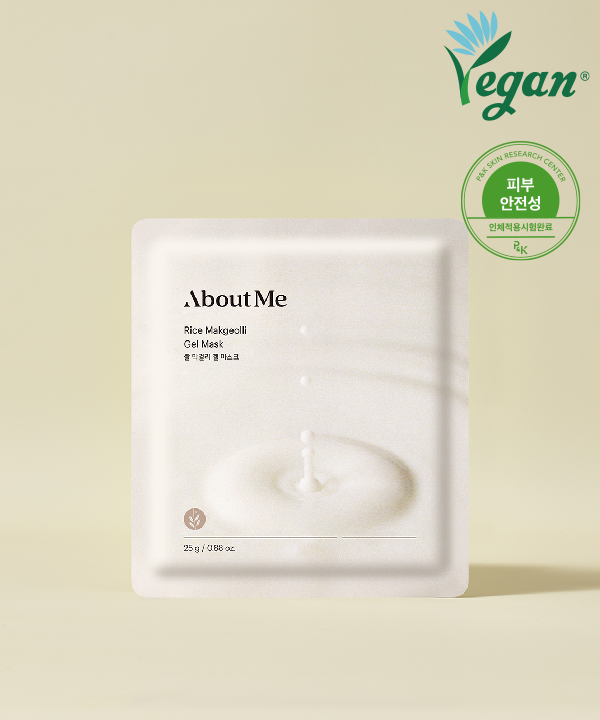 Vegan®
P&K SKIN RESEARCH CENTER
피부
안전성
인체적용시험완료
P&K
About Me
Rice Makgeolli
Gel Mask
쌀 막걸리 겔 마스크
25 g / 0.88 oz.